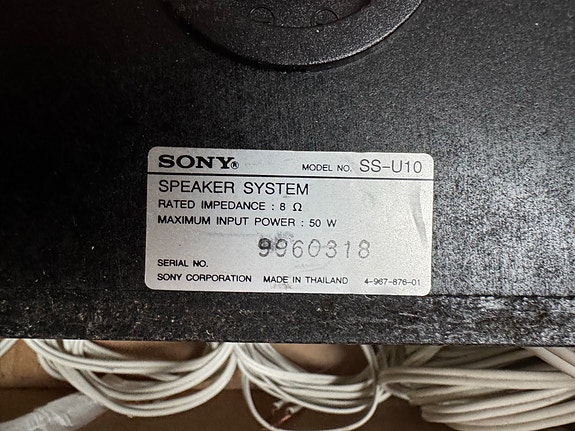 SONY® MODEL NO. SS-U10
SPEAKER SYSTEM
RATED IMPEDANCE : 8 Ω
MAXIMUM INPUT POWER : 50 W
9960318
SERIAL NO.
SONY CORPORATION MADE IN THAILAND 4-967-876-01